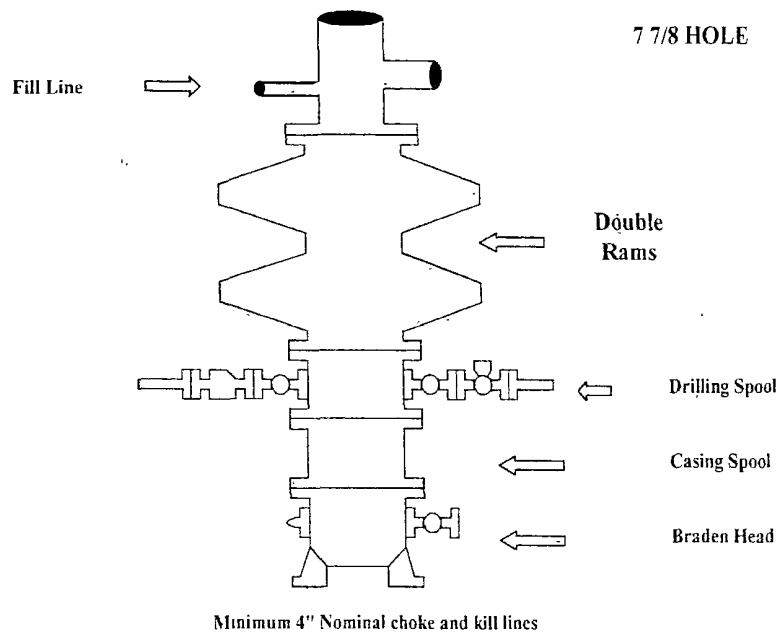 7 7/8 HOLE
Fill Line
Double
Rams
Drilling Spool
Casing Spool
Braden Head
Minimum 4" Nominal choke and kill lines